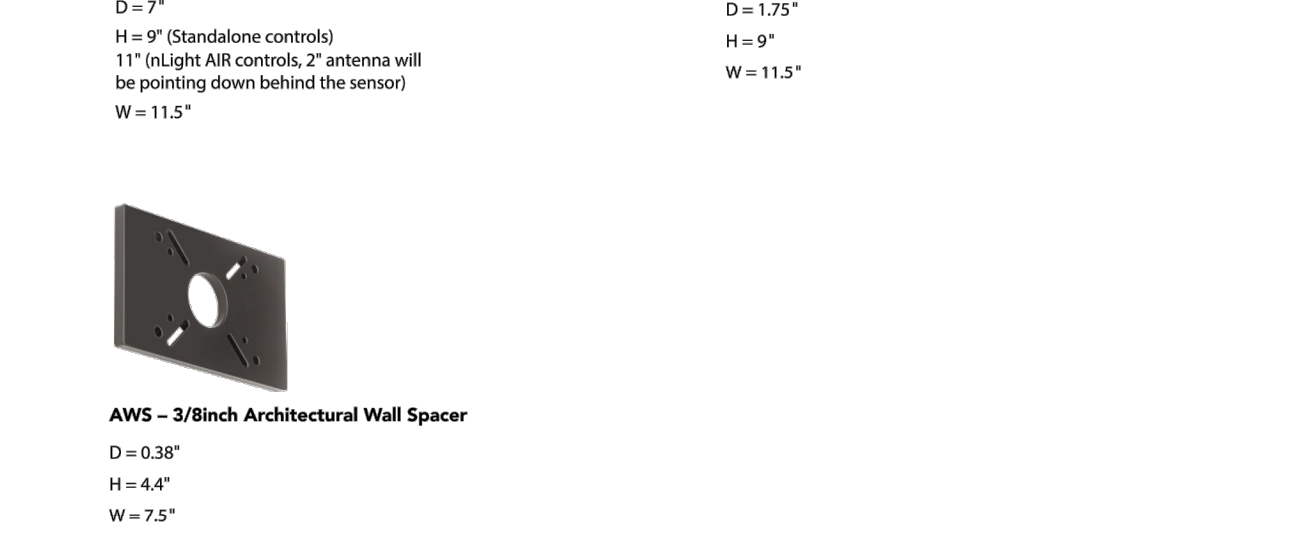 D = 7"
H = 9" (Standalone controls)
11" (nLight AIR controls, 2" antenna will
be pointing down behind the sensor)
W = 11.5"
D = 1.75"
H = 9"
W = 11.5"
AWS – 3/8inch Architectural Wall Spacer
D = 0.38"
H = 4.4"
W = 7.5"